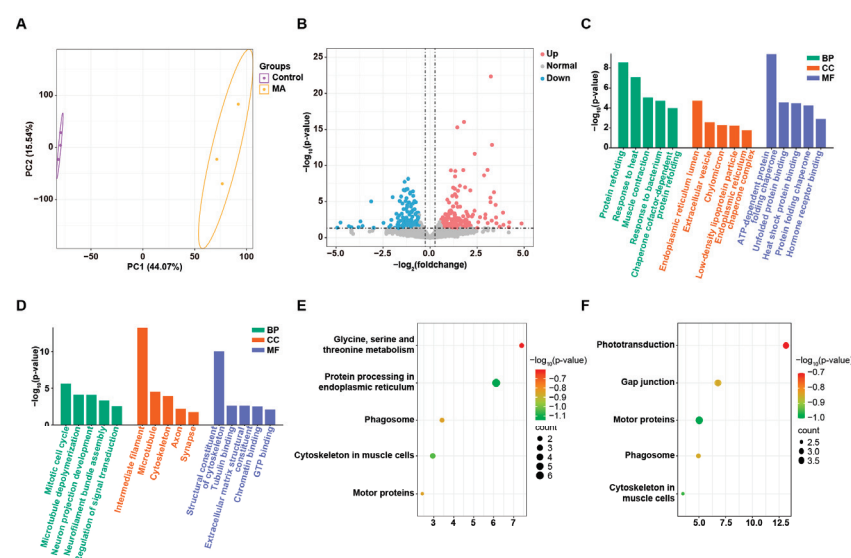 A
100
0
−100
−50
0
50
100
PC2 (15.54%)
PC1 (44.07%)
Groups
Control
MA
B
25
20
15
10
5
0
−5.0
−2.5
0.0
2.5
5.0
−log₁₀(p-value)
−log₂(foldchange)
Up
Normal
Down
C
8
6
4
2
0
−log₁₀(p-value)
BP
CC
MF
Protein refolding
Response to heat
Muscle contraction
Response to bacterium
Chaperone cofactor-dependent
protein refolding
Endoplasmic reticulum lumen
Extracellular vesicle
Chylomicron
Low-density lipoprotein particle
Endoplasmic reticulum
chaperone complex
ATP-dependent protein
folding chaperone
Unfolded protein binding
Heat shock protein binding
Protein folding chaperone
Hormone receptor binding
D
10
5
0
−log₁₀(p-value)
BP
CC
MF
Mitotic cell cycle
Microtubule depolymerization
Neuron projection development
Neurofilament bundle assembly
Regulation of signal transduction
Intermediate filament
Microtubule
Cytoskeleton
Axon
Synapse
Structural constituent
of cytoskeleton
Tubulin binding
Extracellular matrix structural
constituent
Chromatin binding
GTP binding
E
Glycine, serine and
threonine metabolism
Protein processing in
endoplasmic reticulum
Phagosome
Cytoskeleton in muscle cells
Motor proteins
3
4
5
6
7
−log₁₀(p-value)
−0.7
−0.8
−0.9
−1.0
−1.1
count
2
3
4
5
6
F
Phototransduction
Gap junction
Motor proteins
Phagosome
Cytoskeleton in
muscle cells
5.0
7.5
10.0
12.5
−log₁₀(p-value)
−0.7
−0.8
−0.9
−1.0
count
2.5
3.0
3.5